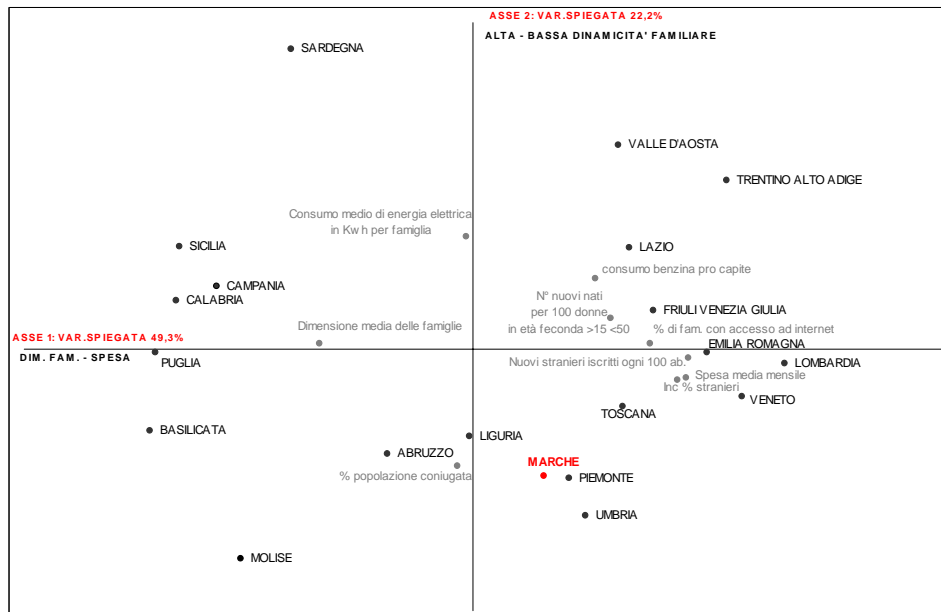 ASSE 2: VAR.SPIEGATA 22,2%
ALTA - BASSA DINAMICITA' FAMILIARE
SARDEGNA
VALLE D'AOSTA
TRENTINO ALTO ADIGE
Consumo medio di energia elettrica
in Kwh per famiglia
SICILIA
LAZIO
consumo benzina pro capite
CAMPANIA
CALABRIA
N° nuovi nati
per 100 donne
in età feconda >15 <50
FRIULI VENEZIA GIULIA
Dimensione media delle famiglie
% di fam. con accesso ad internet
ASSE 1: VAR.SPIEGATA 49,3%
EMILIA ROMAGNA
DIM. FAM. - SPESA
PUGLIA
Nuovi stranieri iscritti ogni 100 ab.
LOMBARDIA
Spesa media mensile
Inc % stranieri
VENETO
TOSCANA
BASILICATA
LIGURIA
ABRUZZO
MARCHE
% popolazione coniugata
PIEMONTE
UMBRIA
MOLISE